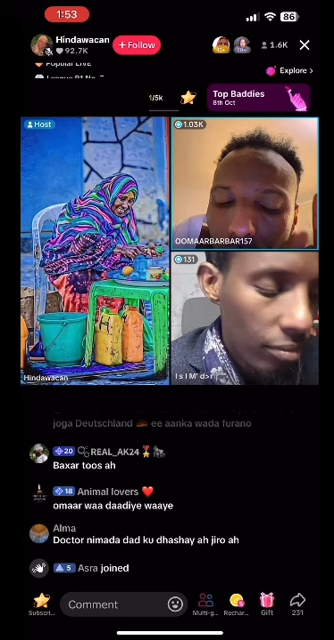 1:53
86
Hindawacan
92.7K
+ Follow
1.6K
Popular LIVE
Explore >
1/5k
Top Baddies
8th Oct
Host
1.03K
OOMAARBARBAR157
131
Hindawacan
joga Deutschland ee aanka wada furano
20 REAL_AK24
Baxar toos ah
18 Animal lovers
omaar waa daadiye waaye
Alma
Doctor nimada dad ku dhashay ah jiro ah
5 Asra joined
Subscri...
Comment
Multi-g...
Rechar...
Gift
231